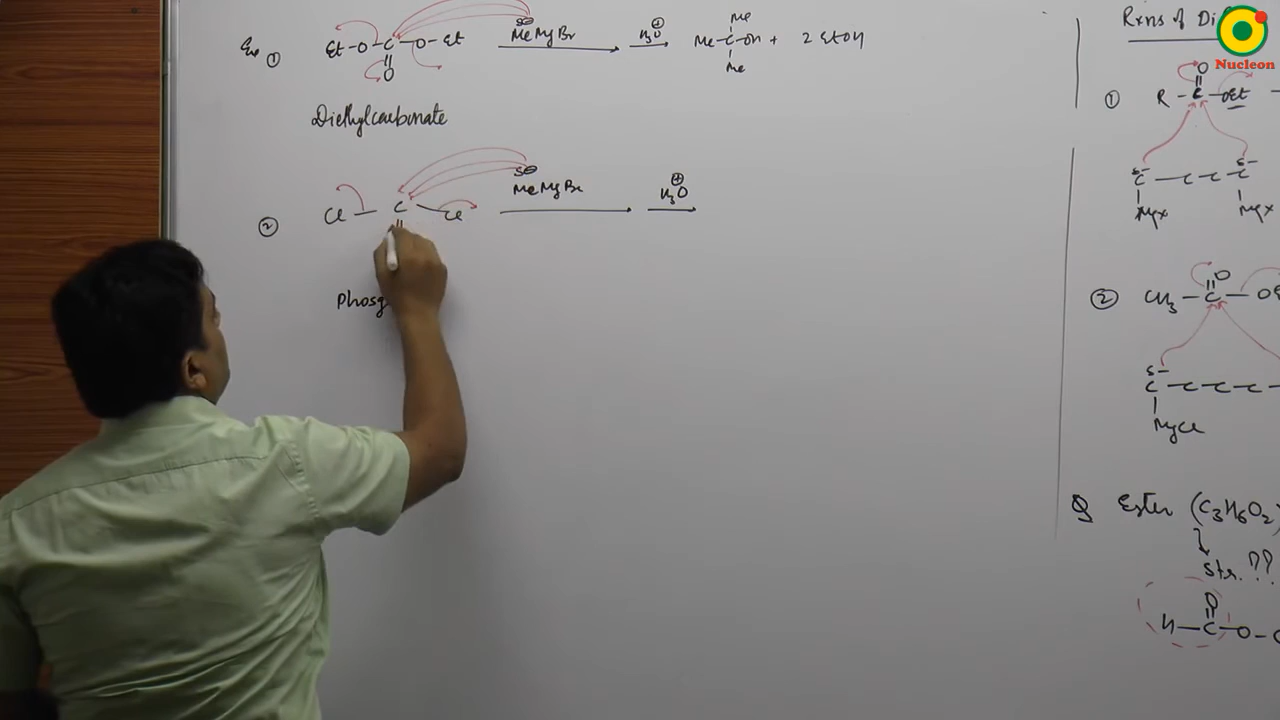 Ex ① Et-O-C-O-Et MeMgBr H₃O⊕ Me-C-OH + 2 EtOH
O
Me
Me
Diethylcarbonate
② Cl — C — Cl MeMgBr H₃O⊕
Phosg
Rxns of Di
① R - C - OEt
O
C — C — C — C
Mgx Mgx
② CH₃ — C — O
O
C — C — C — C
MgCl
Q Ester (C₃H₆O₂)
Str. ??
O
H — C — O -
Nucleon